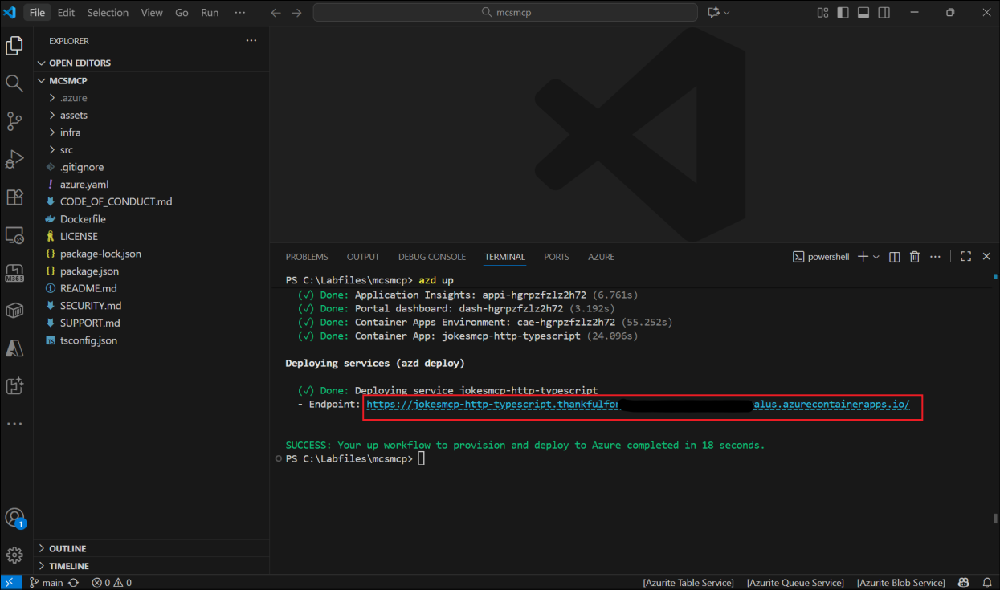 File Edit Selection View Go Run ··· mcsmcp
EXPLORER ···
OPEN EDITORS
MCSMCP
.azure
assets
infra
src
.gitignore
! azure.yaml
CODE_OF_CONDUCT.md
Dockerfile
LICENSE
{} package-lock.json
{} package.json
README.md
SECURITY.md
SUPPORT.md
TS tsconfig.json
M365
1
OUTLINE
TIMELINE
PROBLEMS OUTPUT DEBUG CONSOLE TERMINAL PORTS AZURE powershell
PS C:\Labfiles\mcsmcp> azd up
(✓) Done: Application Insights: appi-hgrpzfzlz2h72 (6.761s)
(✓) Done: Portal dashboard: dash-hgrpzfzlz2h72 (3.192s)
(✓) Done: Container Apps Environment: cae-hgrpzfzlz2h72 (55.252s)
(✓) Done: Container App: jokesmcp-http-typescript (24.096s)
Deploying services (azd deploy)
(✓) Done: Deploying service jokesmcp-http-typescript
- Endpoint: https://jokesmcp-http-typescript.thankfulfor alus.azurecontainerapps.io/
SUCCESS: Your up workflow to provision and deploy to Azure completed in 18 seconds.
PS C:\Labfiles\mcsmcp>
main 0 0 [Azurite Table Service] [Azurite Queue Service] [Azurite Blob Service]